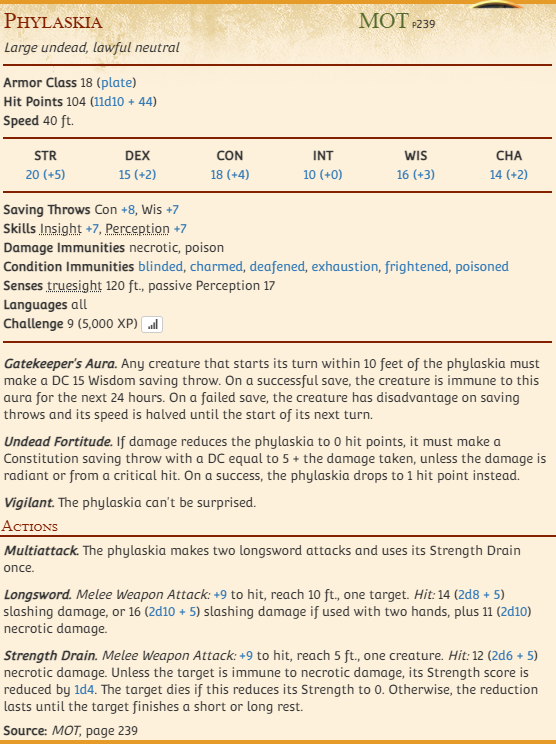 Phylaskia MOT p239
Large undead, lawful neutral
Armor Class 18 (plate)
Hit Points 104 (11d10 + 44)
Speed 40 ft.
STR DEX CON INT WIS CHA
20 (+5) 15 (+2) 18 (+4) 10 (+0) 16 (+3) 14 (+2)
Saving Throws Con +8, Wis +7
Skills Insight +7, Perception +7
Damage Immunities necrotic, poison
Condition Immunities blinded, charmed, deafened, exhaustion, frightened, poisoned
Senses truesight 120 ft., passive Perception 17
Languages all
Challenge 9 (5,000 XP)
Gatekeeper's Aura. Any creature that starts its turn within 10 feet of the phylaskia must
make a DC 15 Wisdom saving throw. On a successful save, the creature is immune to this
aura for the next 24 hours. On a failed save, the creature has disadvantage on saving
throws and its speed is halved until the start of its next turn.
Undead Fortitude. If damage reduces the phylaskia to 0 hit points, it must make a
Constitution saving throw with a DC equal to 5 + the damage taken, unless the damage is
radiant or from a critical hit. On a success, the phylaskia drops to 1 hit point instead.
Vigilant. The phylaskia can't be surprised.
Actions
Multiattack. The phylaskia makes two longsword attacks and uses its Strength Drain
once.
Longsword. Melee Weapon Attack: +9 to hit, reach 10 ft., one target. Hit: 14 (2d8 + 5)
slashing damage, or 16 (2d10 + 5) slashing damage if used with two hands, plus 11 (2d10)
necrotic damage.
Strength Drain. Melee Weapon Attack: +9 to hit, reach 5 ft., one creature. Hit: 12 (2d6 + 5)
necrotic damage. Unless the target is immune to necrotic damage, its Strength score is
reduced by 1d4. The target dies if this reduces its Strength to 0. Otherwise, the reduction
lasts until the target finishes a short or long rest.
Source: MOT, page 239